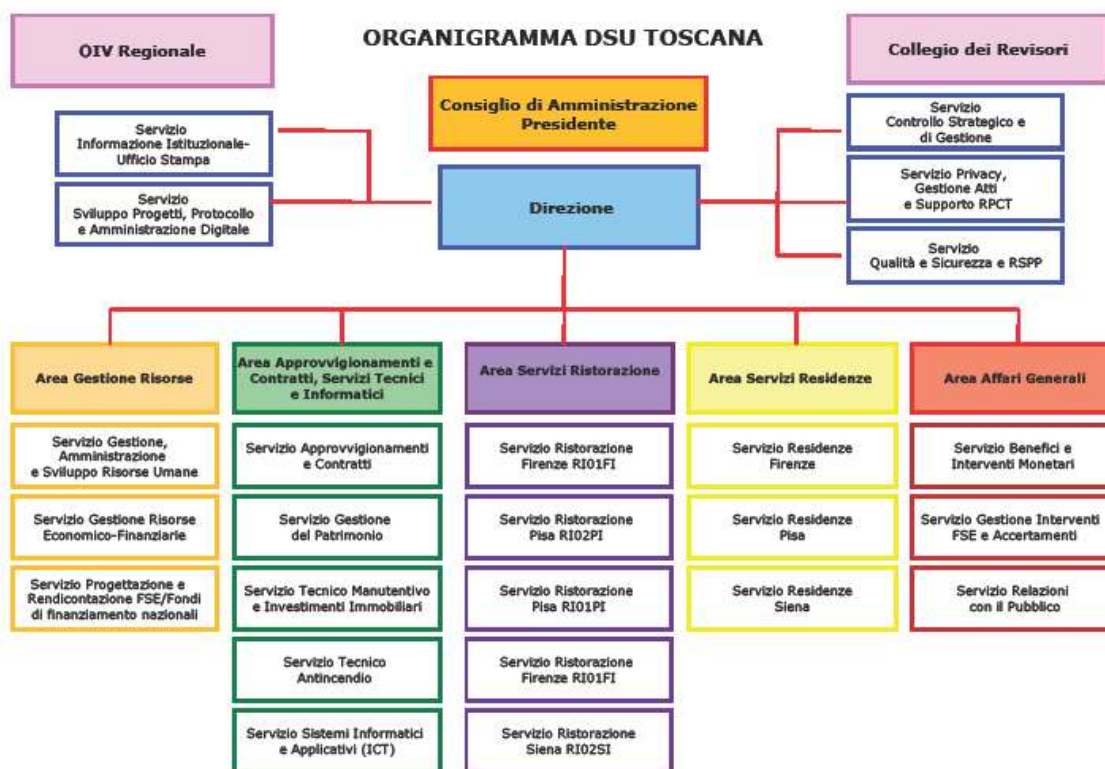 OIV Regionale
ORGANIGRAMMA DSU TOSCANA
Collegio dei Revisori
Consiglio di Amministrazione
Presidente
Servizio
Informazione Istituzionale-
Ufficio Stampa
Servizio
Sviluppo Progetti, Protocollo
e Amministrazione Digitale
Direzione
Servizio
Controllo Strategico e
di Gestione
Servizio Privacy,
Gestione Atti
e Supporto RPCT
Servizio
Qualità e Sicurezza e RSPP
Area Gestione Risorse
Servizio Gestione,
Amministrazione
e Sviluppo Risorse Umane
Servizio Gestione Risorse
Economico-Finanziarie
Servizio Progettazione e
Rendicontazione FSE/Fondi
di finanziamento nazionali
Area Approvvigionamenti e
Contratti, Servizi Tecnici
e Informatici
Servizio Approvvigionamenti
e Contratti
Servizio Gestione
del Patrimonio
Servizio Tecnico Manutentivo
e Investimenti Immobiliari
Servizio Tecnico
Antincendio
Servizio Sistemi Informatici
e Applicativi (ICT)
Area Servizi Ristorazione
Servizio Ristorazione
Firenze RI01FI
Servizio Ristorazione
Pisa RI02PI
Servizio Ristorazione
Pisa RI01PI
Servizio Ristorazione
Firenze RI01FI
Servizio Ristorazione
Siena RI02SI
Area Servizi Residenze
Servizio Residenze
Firenze
Servizio Residenze
Pisa
Servizio Residenze
Siena
Area Affari Generali
Servizio Benefici e
Interventi Monetari
Servizio Gestione Interventi
FSE e Accertamenti
Servizio Relazioni
con il Pubblico